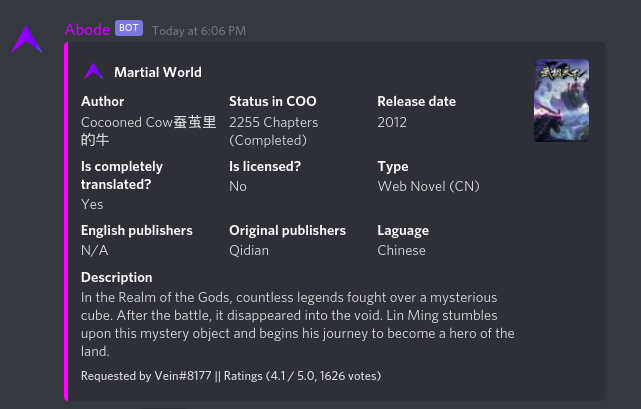 Abode BOT Today at 6:06 PM
Martial World
武极天下
Author Status in COO Release date
Cocooned Cow蚕茧里 2255 Chapters 2012
的牛 (Completed)
Is completely Is licensed? Type
translated? No Web Novel (CN)
Yes
English publishers Original publishers Laguage
N/A Qidian Chinese
Description
In the Realm of the Gods, countless legends fought over a mysterious
cube. After the battle, it disappeared into the void. Lin Ming stumbles
upon this mystery object and begins his journey to become a hero of the
land.
Requested by Vein#8177 || Ratings (4.1 / 5.0, 1626 votes)